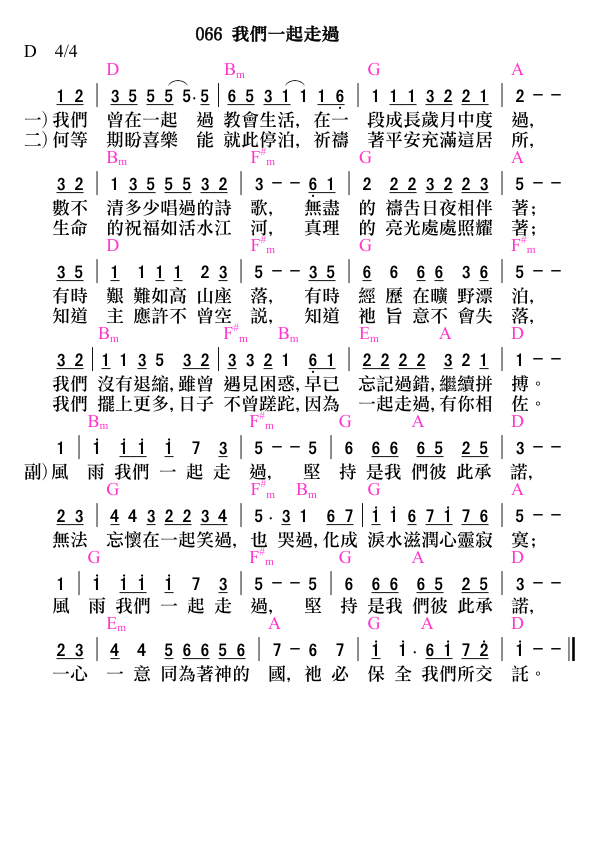 066 我們一起走過
D 4/4
D Bm G A
1 2 | 3 5 5 5 5· 5 | 6 5 3 1 1 1 6 | 1 1 1 3 2 2 1 | 2 - -
一)我們 曾在一起 過 教會生活, 在一 段成長歲月中度 過,
二)何等 期盼喜樂 能 就此停泊, 祈禱 著平安充滿這居 所,
Bm F#m G A
3 2 | 1 3 5 5 5 3 2 | 3 - - 6 1 | 2 2 2 3 2 2 3 | 5 - -
數不 清多少唱過的詩 歌, 無盡 的 禱告日夜相伴 著;
生命 的祝福如活水江 河, 真理 的 亮光處處照耀 著;
D F#m G F#m
3 5 | 1 1 1 1 2 3 | 5 - - 3 5 | 6 6 6 6 3 6 | 5 - -
有時 艱 難如高 山座 落, 有時 經 歷 在曠 野漂 泊,
知道 主 應許不 曾空 説, 知道 祂 旨 意不 會失 落,
Bm F#m Bm Em A D
3 2 | 1 1 3 5 3 2 | 3 3 2 1 6 1 | 2 2 2 2 3 2 1 | 1 - -
我們 沒有退縮, 雖曾 遇見困惑, 早已 忘記過錯, 繼續拼 搏。
我們 擺上更多, 日子 不曾蹉跎, 因為 一起走過, 有你相 佐。
Bm F#m G A D
1 | i i i i 7 3 | 5 - - 5 | 6 6 6 6 5 2 5 | 3 - -
副)風 雨 我們 一 起 走 過, 堅 持 是我 們彼 此承 諾,
G F#m Bm G A
2 3 | 4 4 3 2 2 3 4 | 5 · 3 1 6 7 | i i 6 7 i 7 6 | 5 - -
無法 忘懷在一起笑過, 也 哭過, 化成 淚水滋潤心靈寂 寞;
G F#m G A D
1 | i i i i 7 3 | 5 - - 5 | 6 6 6 6 5 2 5 | 3 - -
風 雨 我們 一 起 走 過, 堅 持 是我 們彼 此承 諾,
Em A G A D
2 3 | 4 4 5 6 6 5 6 | 7 - 6 7 | i i · 6 i 7 2 | i - - ‖
一心 一 意 同為著神的 國, 祂 必 保 全 我們所交 託。